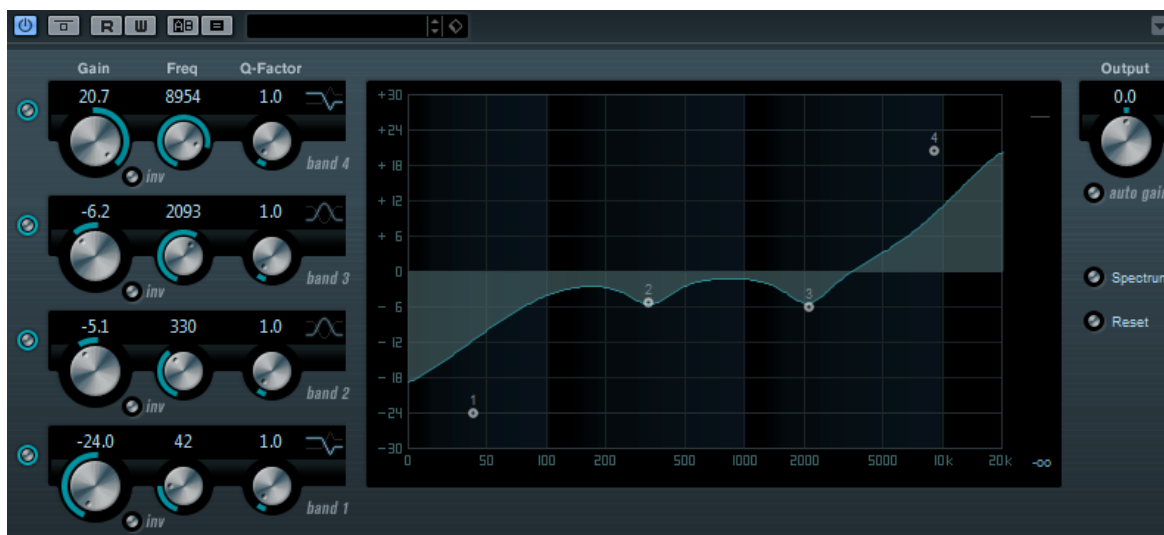 R W AB
Gain Freq Q-Factor Output
20.7 8954 1.0
inv band 4
-6.2 2093 1.0
inv band 3
-5.1 330 1.0
inv band 2
-24.0 42 1.0
inv band 1
+30
+24
+18
+12
+6
0
-6
-12
-18
-24
-30
0 50 100 200 500 1000 2000 5000 10k 20k -∞
1
2
3
4
0.0
auto gain
Spectrum
Reset